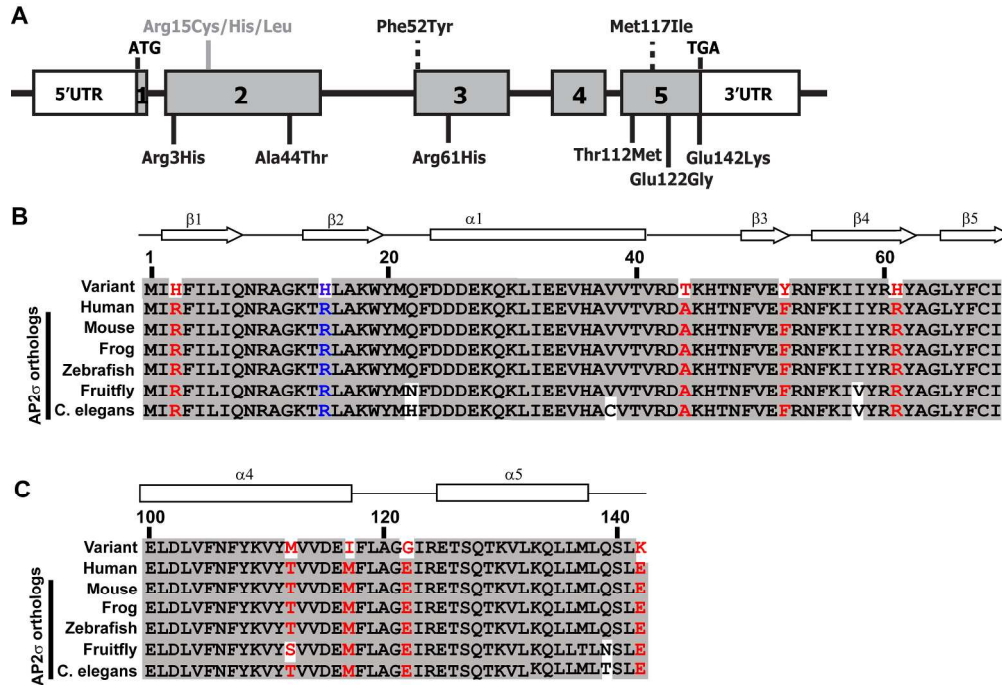 A
Arg15Cys/His/Leu Phe52Tyr Met117Ile
ATG TGA
5'UTR 1 2 3 4 5 3'UTR
Arg3His Ala44Thr Arg61His Thr112Met Glu122Gly Glu142Lys
B
β1 β2 α1 β3 β4 β5
1 20 40 60
Variant MIHFILIQNRAGKTHLAKWYMQFDDDEKQKLIEEVHAVVTVRDTKHTNFVEYRNFKIIYRHYAGLYFCI
Human MIRFILIQNRAGKTRLAKWYMQFDDDEKQKLIEEVHAVVTVRDAKHTNFVEFRNFKIIYRRYAGLYFCI
Mouse MIRFILIQNRAGKTRLAKWYMQFDDDEKQKLIEEVHAVVTVRDAKHTNFVEFRNFKIIYRRYAGLYFCI
Frog MIRFILIQNRAGKTRLAKWYMQFDDDEKQKLIEEVHAVVTVRDAKHTNFVEFRNFKIIYRRYAGLYFCI
Zebrafish MIRFILIQNRAGKTRLAKWYMQFDDDEKQKLIEEVHAVVTVRDAKHTNFVEFRNFKIIYRRYAGLYFCI
Fruitfly MIRFILIQNRAGKTRLAKWYMNFDDDEKQKLIEEVHAVVTVRDAKHTNFVEFRNFKIVYRRYAGLYFCI
C. elegans MIRFILIQNRAGKTRLAKWYMHFDDDEKQKLIEEVHACVTVRDAKHTNFVEFRNFKIVYRRYAGLYFCI
AP2σ orthologs
C
α4 α5
100 120 140
Variant ELDLVFNFYKVYMVVDEIFLAGGIRETSQTKVLKQLLMLQSLK
Human ELDLVFNFYKVYTVVDEMFLAGEIRETSQTKVLKQLLMLQSLE
Mouse ELDLVFNFYKVYTVVDEMFLAGEIRETSQTKVLKQLLMLQSLE
Frog ELDLVFNFYKVYTVVDEMFLAGEIRETSQTKVLKQLLMLQSLE
Zebrafish ELDLVFNFYKVYTVVDEMFLAGEIRETSQTKVLKQLLMLQSLE
Fruitfly ELDLVFNFYKVYSVVDEMFLAGEIRETSQTKVLKQLLTLNSLE
C. elegans ELDLVFNFYKVYTVVDEMFLAGEIRETSQTKVLKQLLMLTSLE
AP2σ orthologs